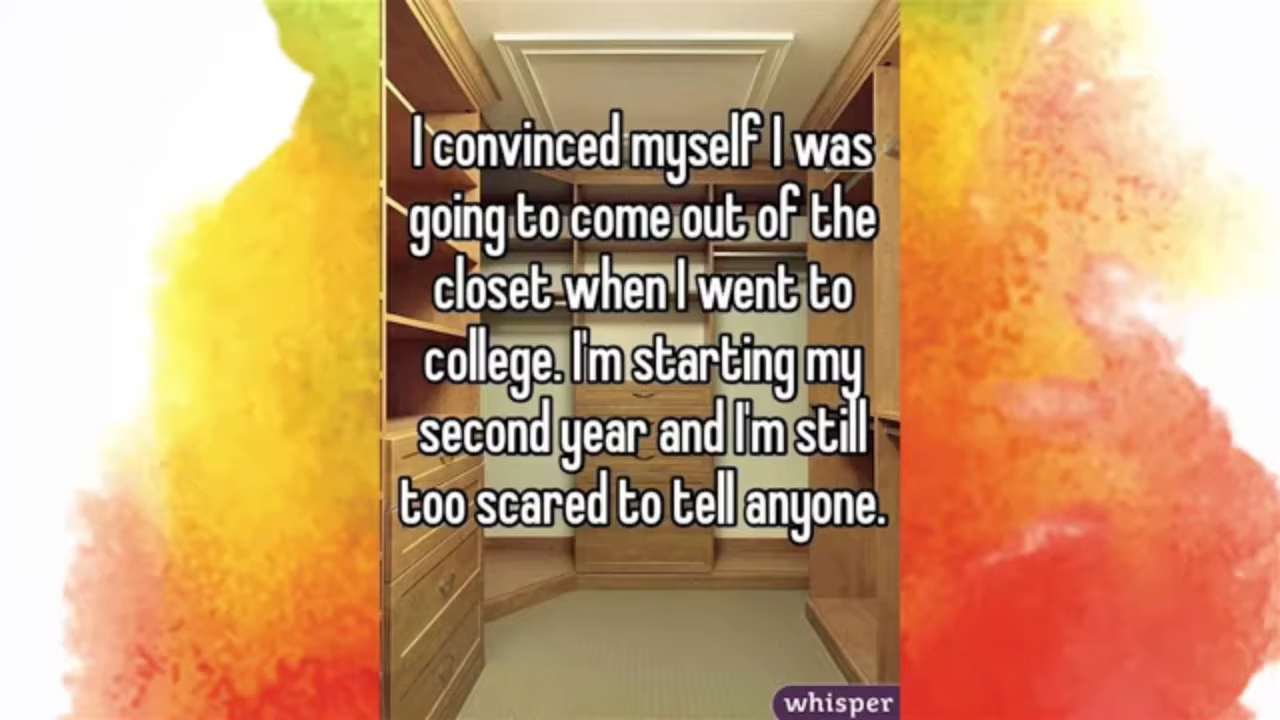 I convinced myself I was
going to come out of the
closet when I went to
college. I'm starting my
second year and I'm still
too scared to tell anyone.
whisper